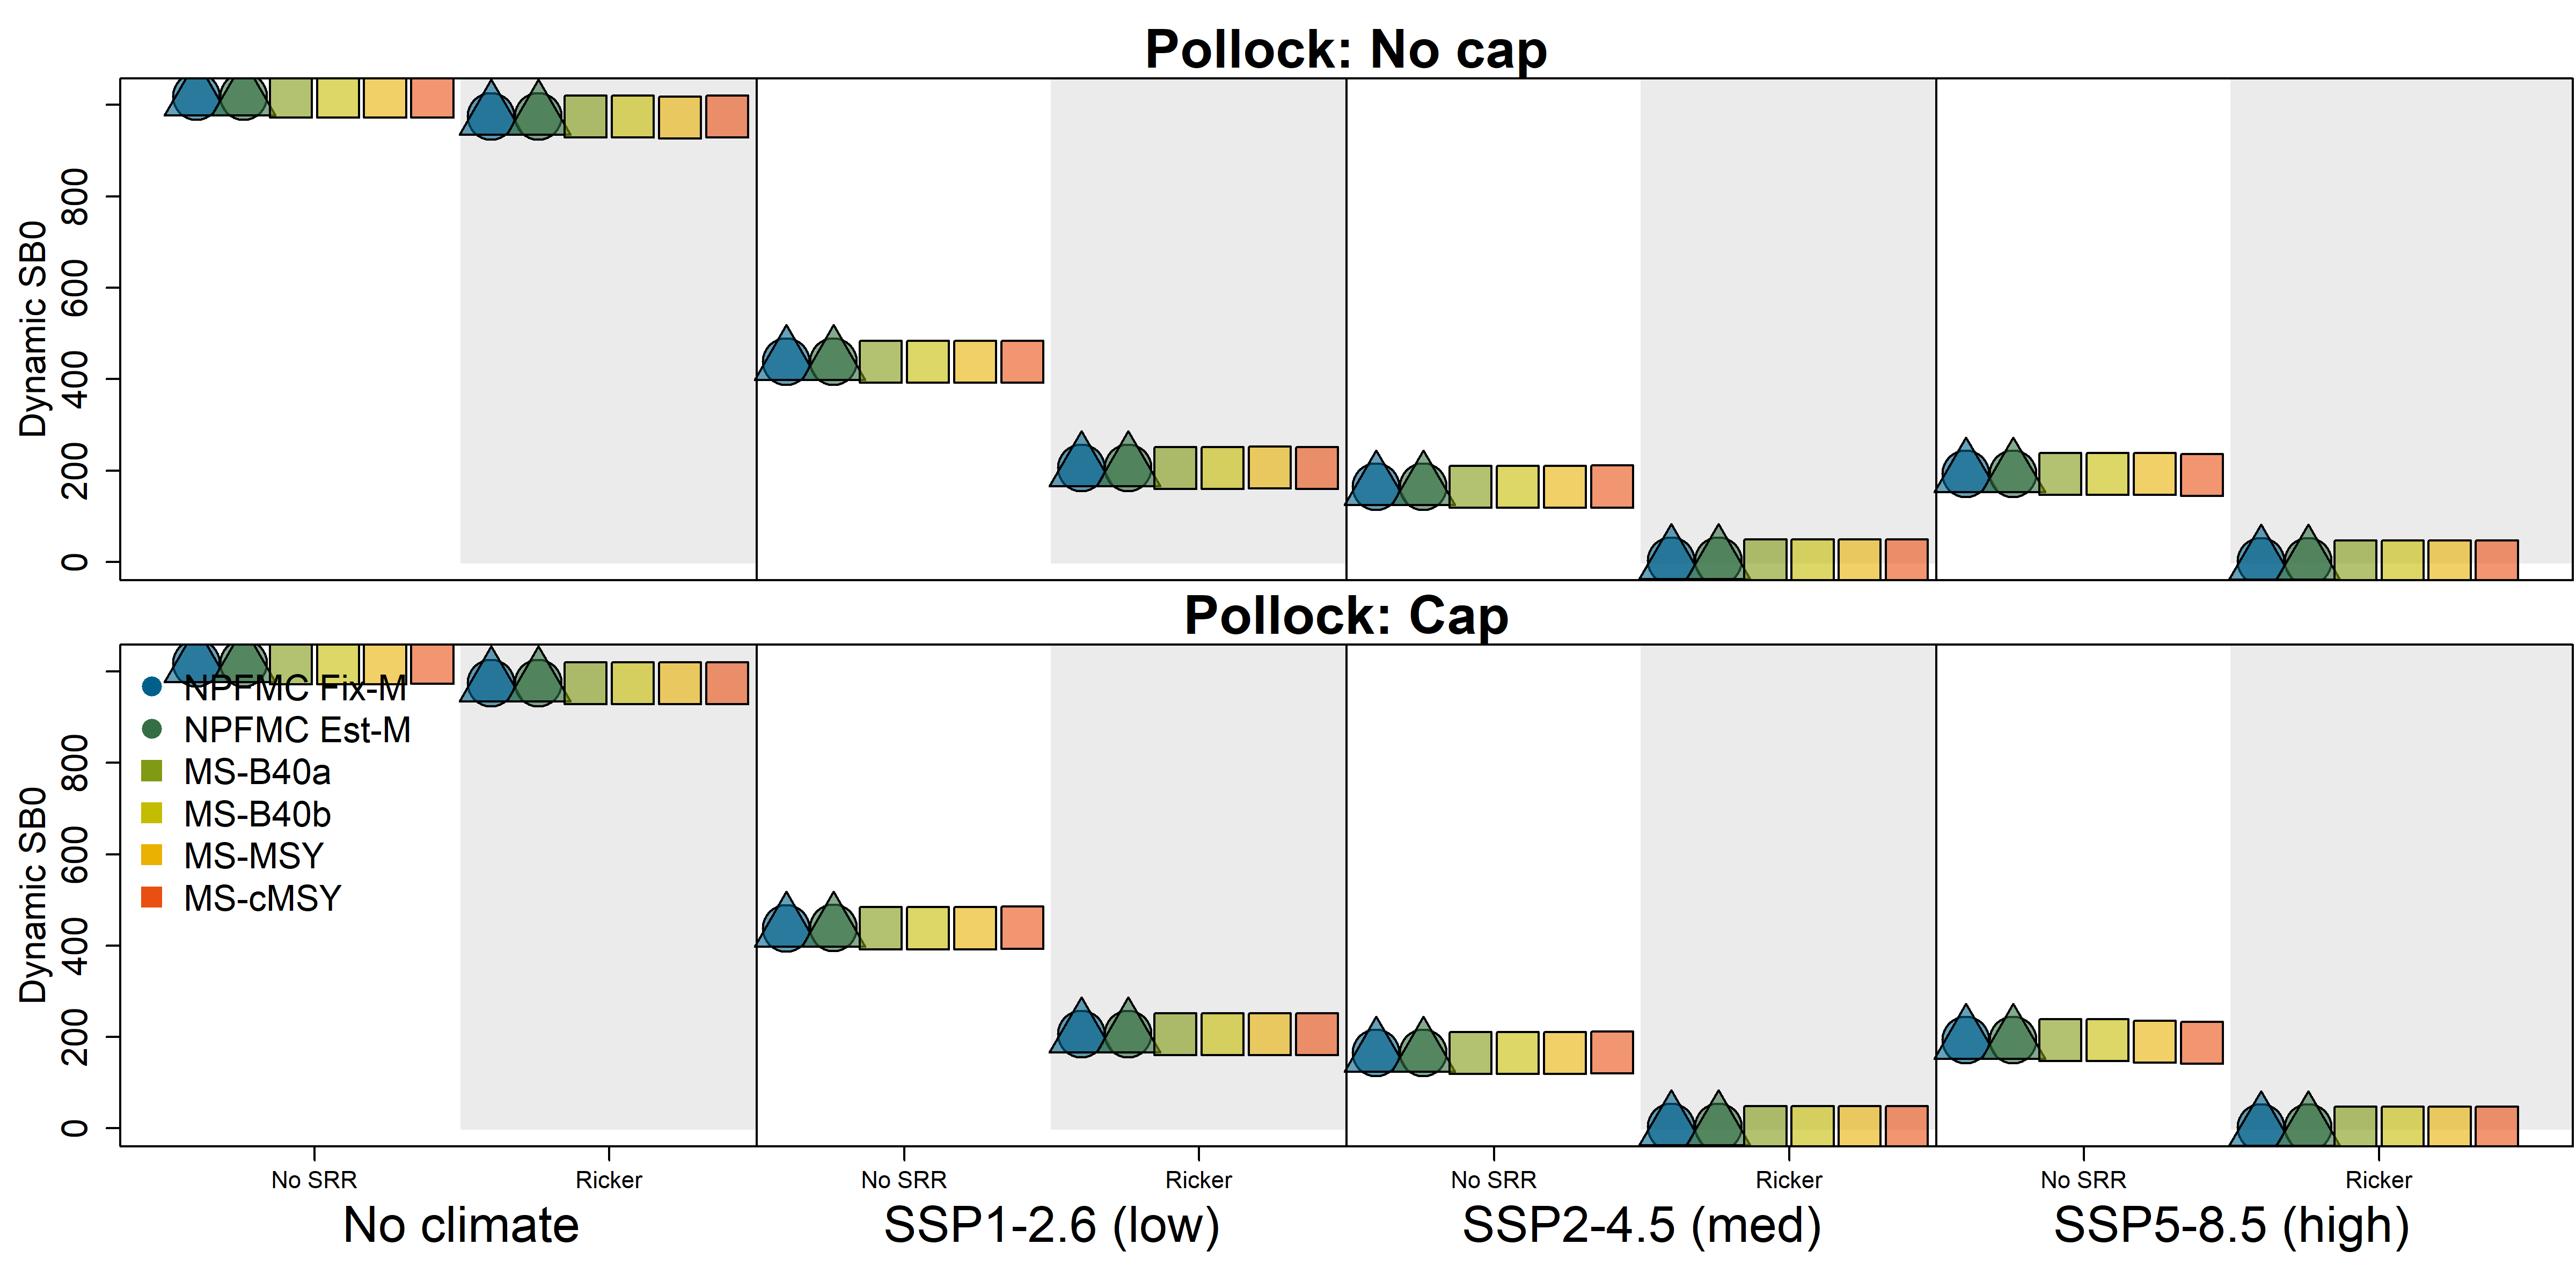 Pollock: No cap
Dynamic SB0
800
600
400
200
0
Pollock: Cap
Dynamic SB0
800
600
400
200
0
NPFMC Fix-M
NPFMC Est-M
MS-B40a
MS-B40b
MS-MSY
MS-cMSY
No SRR Ricker No SRR Ricker No SRR Ricker No SRR Ricker
No climate SSP1-2.6 (low) SSP2-4.5 (med) SSP5-8.5 (high)